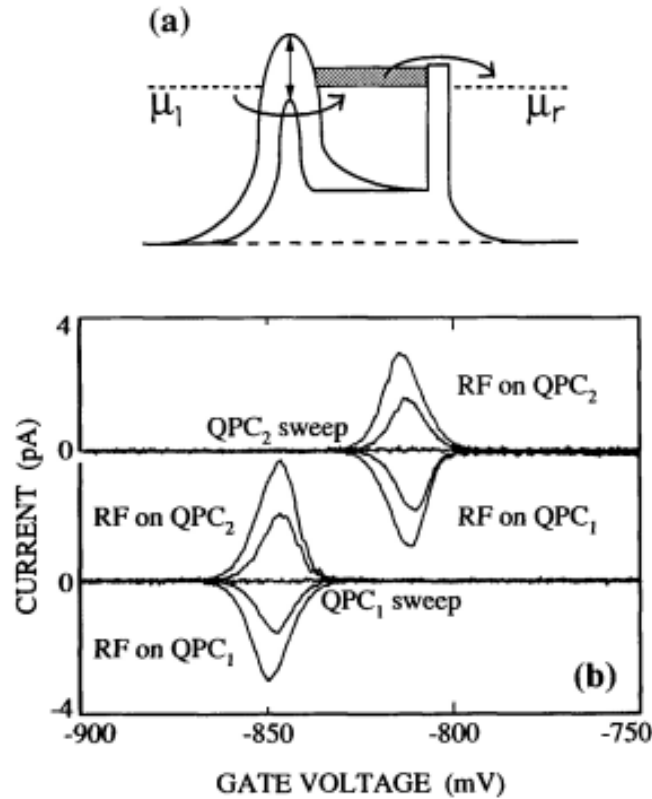 (a)
μ₁ μᵣ
4
RF on QPC₂
QPC₂ sweep
0
RF on QPC₂ RF on QPC₁
CURRENT (pA)
0
QPC₁ sweep
RF on QPC₁
(b)
-4
-900 -850 -800 -750
GATE VOLTAGE (mV)